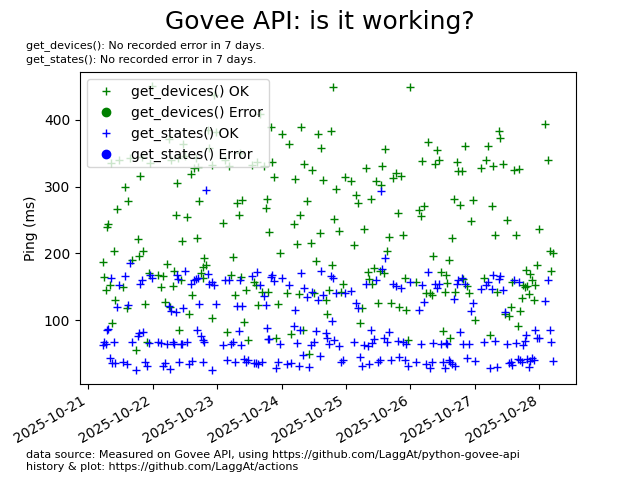 Govee API: is it working?
get_devices(): No recorded error in 7 days.
get_states(): No recorded error in 7 days.
get_devices() OK
get_devices() Error
get_states() OK
get_states() Error
Ping (ms)
400
300
200
100
2025-10-21
2025-10-22
2025-10-23
2025-10-24
2025-10-25
2025-10-26
2025-10-27
2025-10-28
data source: Measured on Govee API, using https://github.com/LaggAt/python-govee-api
history & plot: https://github.com/LaggAt/actions